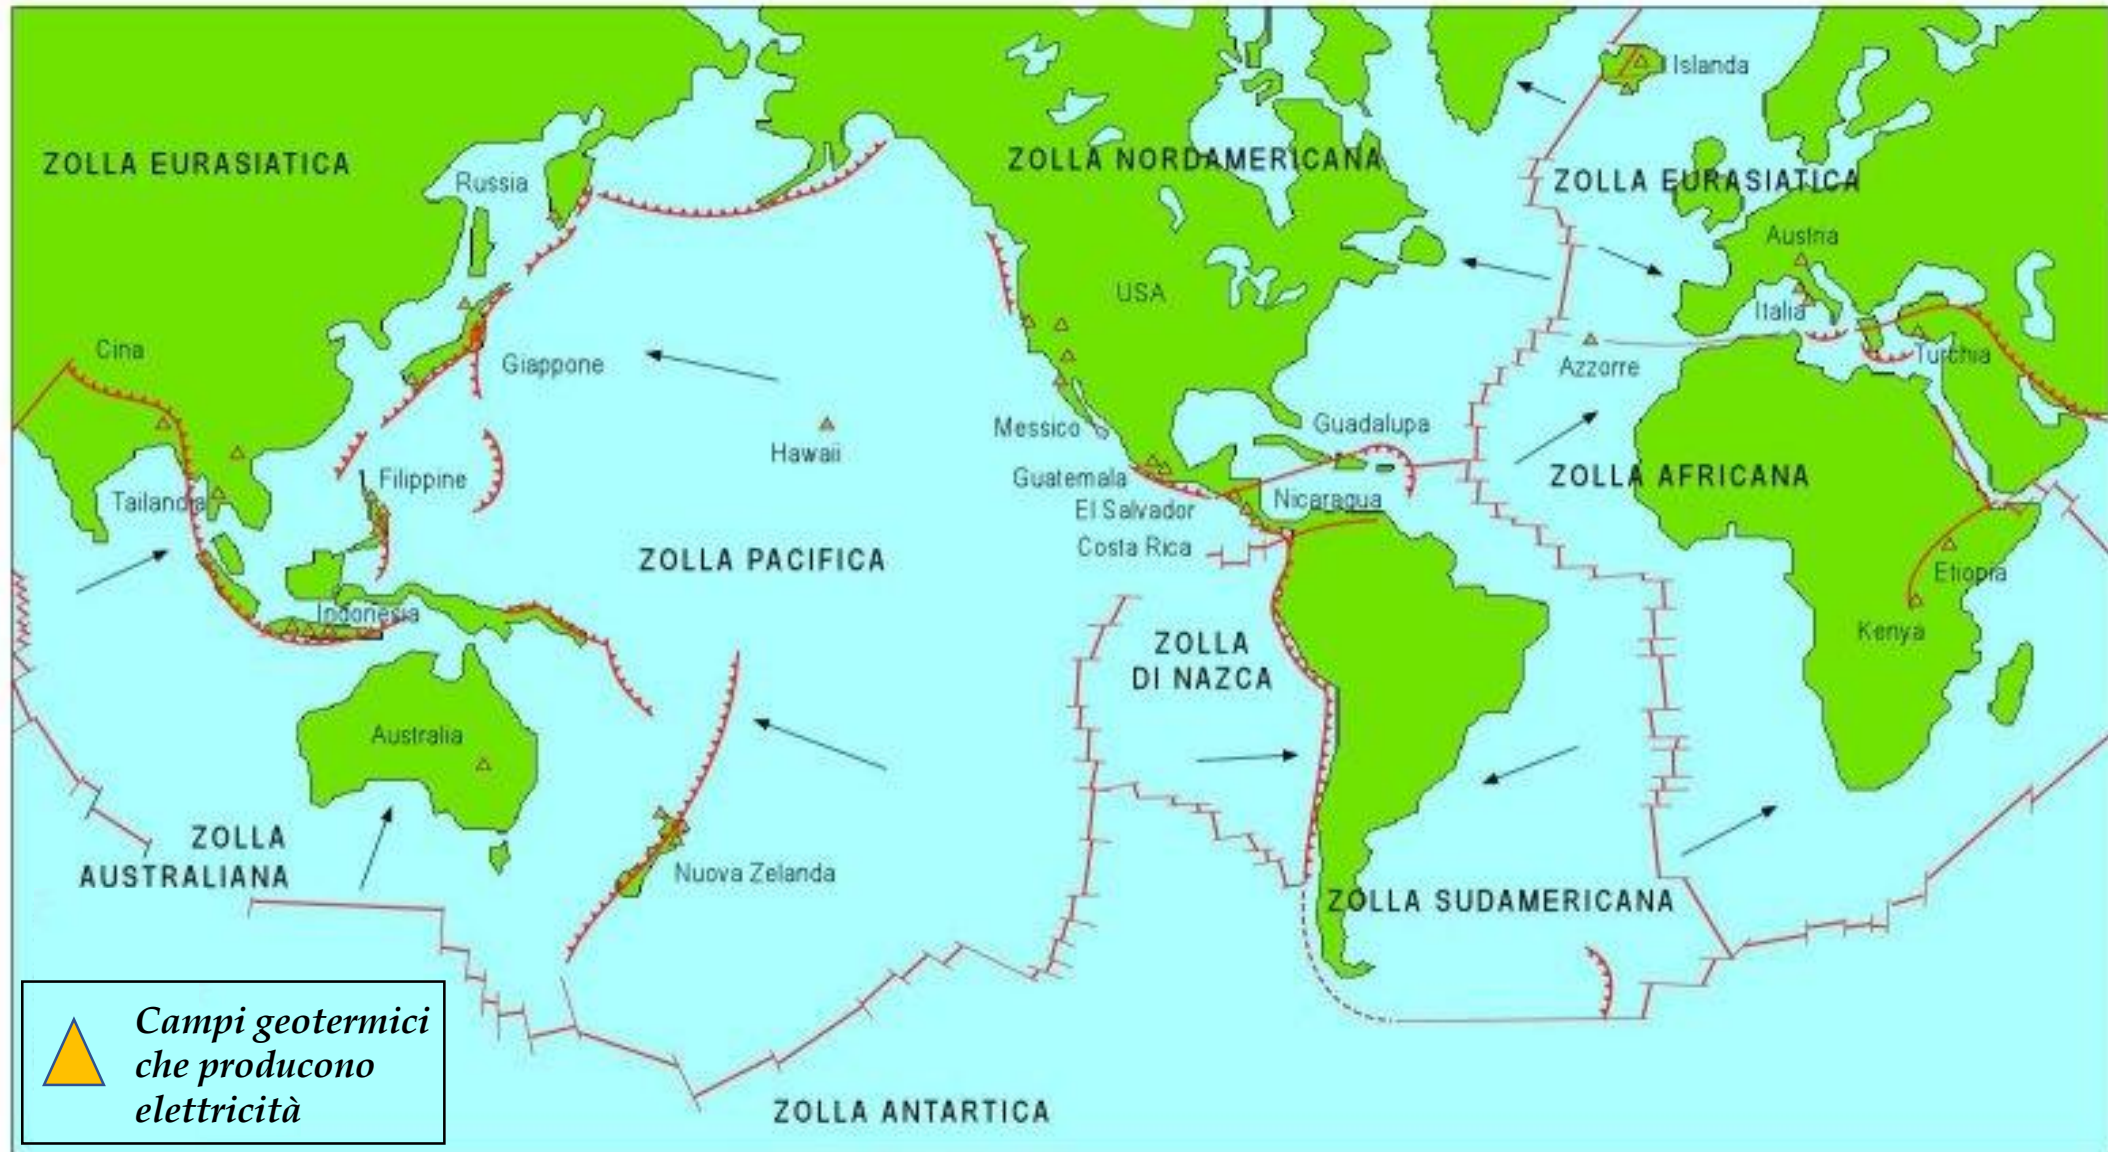 Islanda
ZOLLA EURASIATICA
ZOLLA NORDAMERICANA
Russia
ZOLLA EURASIATICA
Austria
USA
Italia
Cina
Giappone
Azzorre
Turchia
Messico
Guadalupa
Hawaii
Filippine
Guatemala
ZOLLA AFRICANA
Tailandia
Nicaragua
El Salvador
Costa Rica
ZOLLA PACIFICA
Etiopia
Indonesia
Kenya
ZOLLA
DI NAZCA
Australia
ZOLLA
AUSTRALIANA
Nuova Zelanda
ZOLLA SUDAMERICANA
Campi geotermici
che producono
elettricità
ZOLLA ANTARTICA